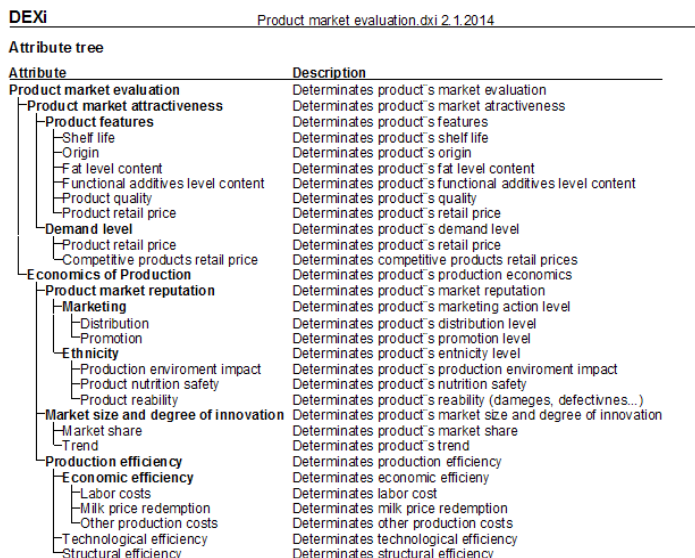 DEXi Product market evaluation.dxi 2.1.2014
Attribute tree
Attribute Description
Product market evaluation Determinates product¨s market evaluation
Product market attractiveness Determinates product¨s market atractiveness
Product features Determinates product¨s features
Shelf life Determinates product¨s shelf life
Origin Determinates product¨s origin
Fat level content Determinates product¨s fat level content
Functional additives level content Determinates product¨s functional additives level content
Product quality Determinates product¨s quality
Product retail price Determinates product¨s retail price
Demand level Determinates product¨s demand level
Product retail price Determinates product¨s retail price
Competitive products retail price Determinates competitive products retail prices
Economics of Production Determinates product¨s production economics
Product market reputation Determinates product¨s market reputation
Marketing Determinates product¨s marketing action level
Distribution Determinates product¨s distribution level
Promotion Determinates product¨s promotion level
Ethnicity Determinates product¨s entnicity level
Production enviroment impact Determinates product¨s production enviroment impact
Product nutrition safety Determinates product¨s nutrition safety
Product reability Determinates product¨s reability (dameges, defectivnes...)
Market size and degree of innovation Determinates product¨s market size and degree of innovation
Market share Determinates product¨s market share
Trend Determinates product¨s trend
Production efficiency Determinates production efficiency
Economic efficiency Determinates economic efficieny
Labor costs Determinates labor cost
Milk price redemption Determinates milk price redemption
Other production costs Determinates other production costs
Technological efficiency Determinates technological efficiency
Structural efficiency Determinates structural efficiency